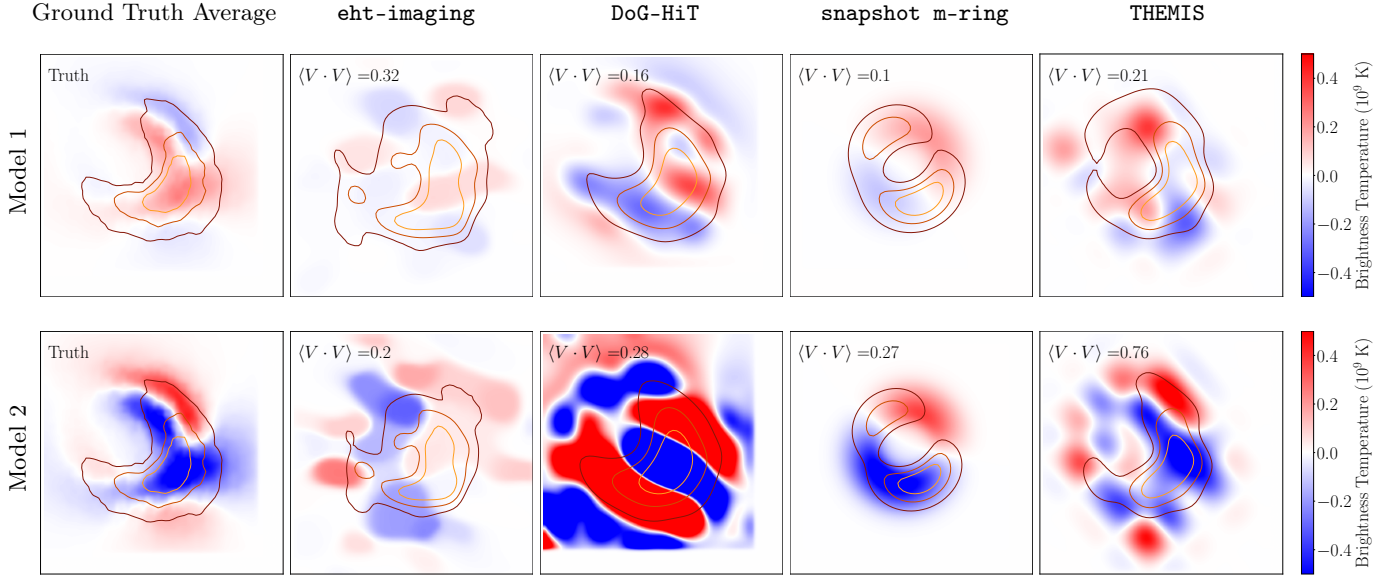 Ground Truth Average eht-imaging DoG-HiT snapshot m-ring THEMIS
Model 1
Truth
⟨V · V⟩ =0.32
⟨V · V⟩ =0.16
⟨V · V⟩ =0.1
⟨V · V⟩ =0.21
0.4
0.2
0.0
−0.2
−0.4
Brightness Temperature (10⁹ K)
Model 2
Truth
⟨V · V⟩ =0.2
⟨V · V⟩ =0.28
⟨V · V⟩ =0.27
⟨V · V⟩ =0.76
0.4
0.2
0.0
−0.2
−0.4
Brightness Temperature (10⁹ K)